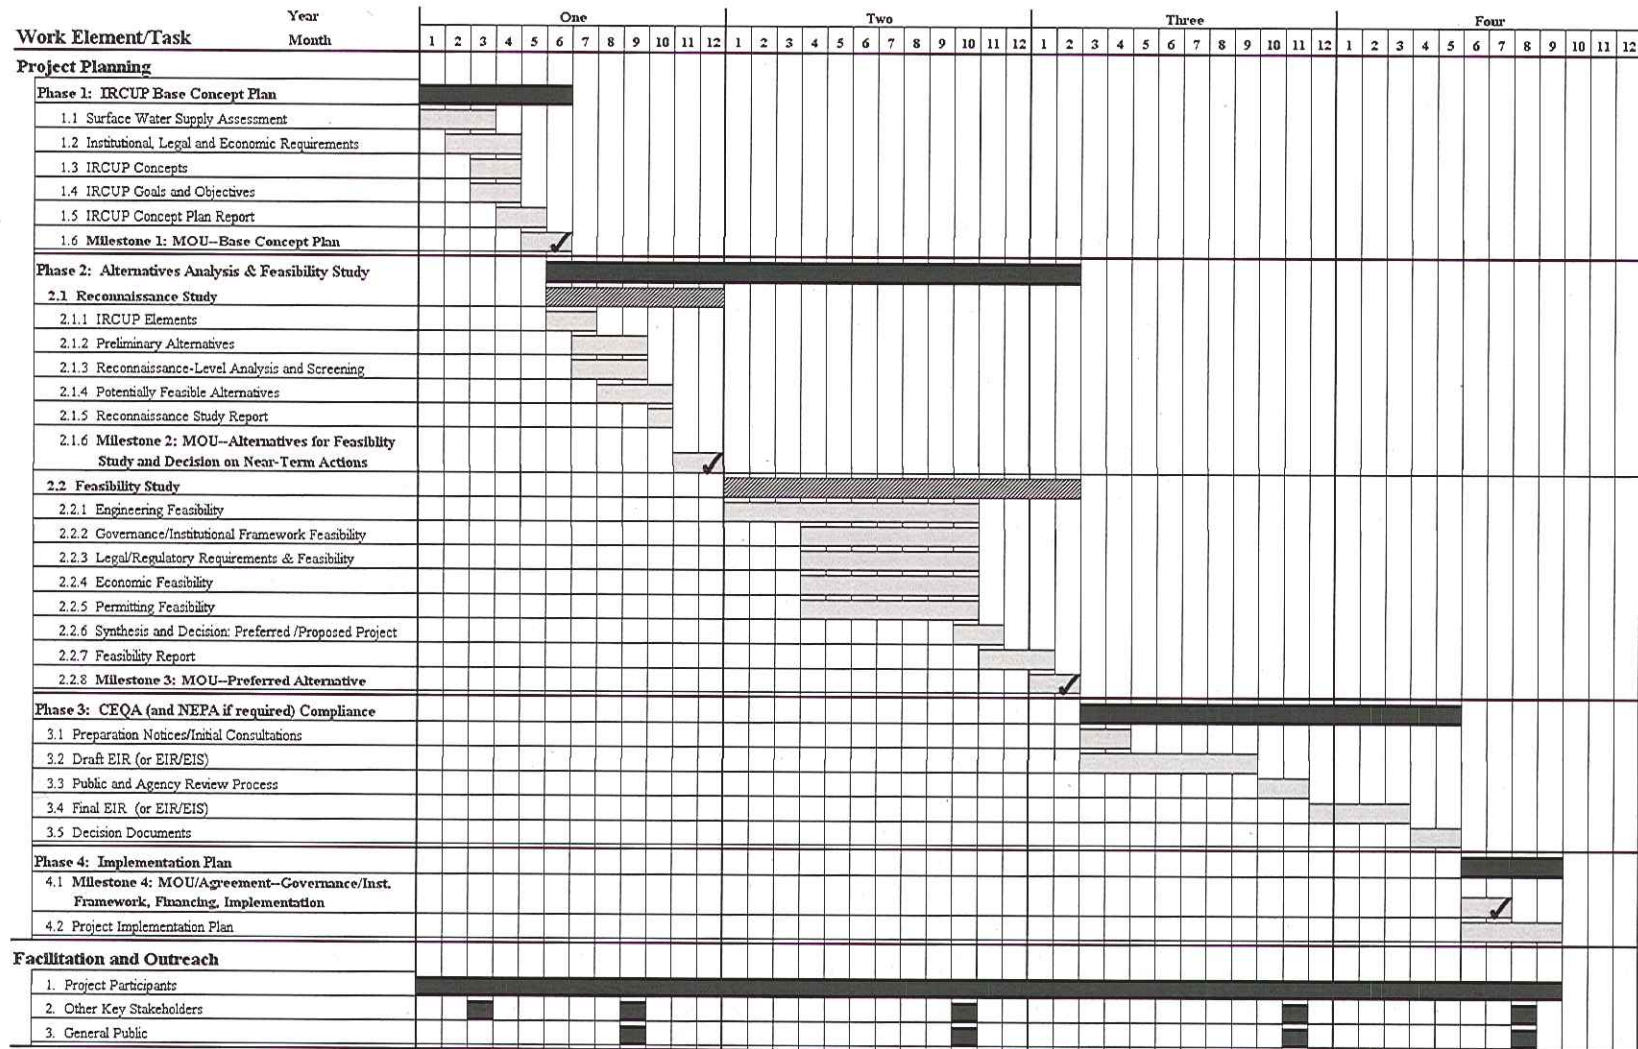 Year One Two Three Four
Work Element/Task Month 1 2 3 4 5 6 7 8 9 10 11 12 1 2 3 4 5 6 7 8 9 10 11 12 1 2 3 4 5 6 7 8 9 10 11 12 1 2 3 4 5 6 7 8 9 10 11 12
Project Planning
Phase 1: IRCUP Base Concept Plan
1.1 Surface Water Supply Assessment
1.2 Institutional, Legal and Economic Requirements
1.3 IRCUP Concepts
1.4 IRCUP Goals and Objectives
1.5 IRCUP Concept Plan Report
1.6 Milestone 1: MOU--Base Concept Plan
Phase 2: Alternatives Analysis & Feasibility Study
2.1 Reconnaissance Study
2.1.1 IRCUP Elements
2.1.2 Preliminary Alternatives
2.1.3 Reconnaissance-Level Analysis and Screening
2.1.4 Potentially Feasible Alternatives
2.1.5 Reconnaissance Study Report
2.1.6 Milestone 2: MOU--Alternatives for Feasiblity
Study and Decision on Near-Term Actions
2.2 Feasibility Study
2.2.1 Engineering Feasibility
2.2.2 Governance/Institutional Framework Feasibility
2.2.3 Legal/Regulatory Requirements & Feasibility
2.2.4 Economic Feasibility
2.2.5 Permitting Feasibility
2.2.6 Synthesis and Decision: Preferred /Proposed Project
2.2.7 Feasibility Report
2.2.8 Milestone 3: MOU--Preferred Alternative
Phase 3: CEQA (and NEPA if required) Compliance
3.1 Preparation Notices/Initial Consultations
3.2 Draft EIR (or EIR/EIS)
3.3 Public and Agency Review Process
3.4 Final EIR (or EIR/EIS)
3.5 Decision Documents
Phase 4: Implementation Plan
4.1 Milestone 4: MOU/Agreement--Governance/Inst.
Framework, Financing, Implementation
4.2 Project Implementation Plan
Facilitation and Outreach
1. Project Participants
2. Other Key Stakeholders
3. General Public